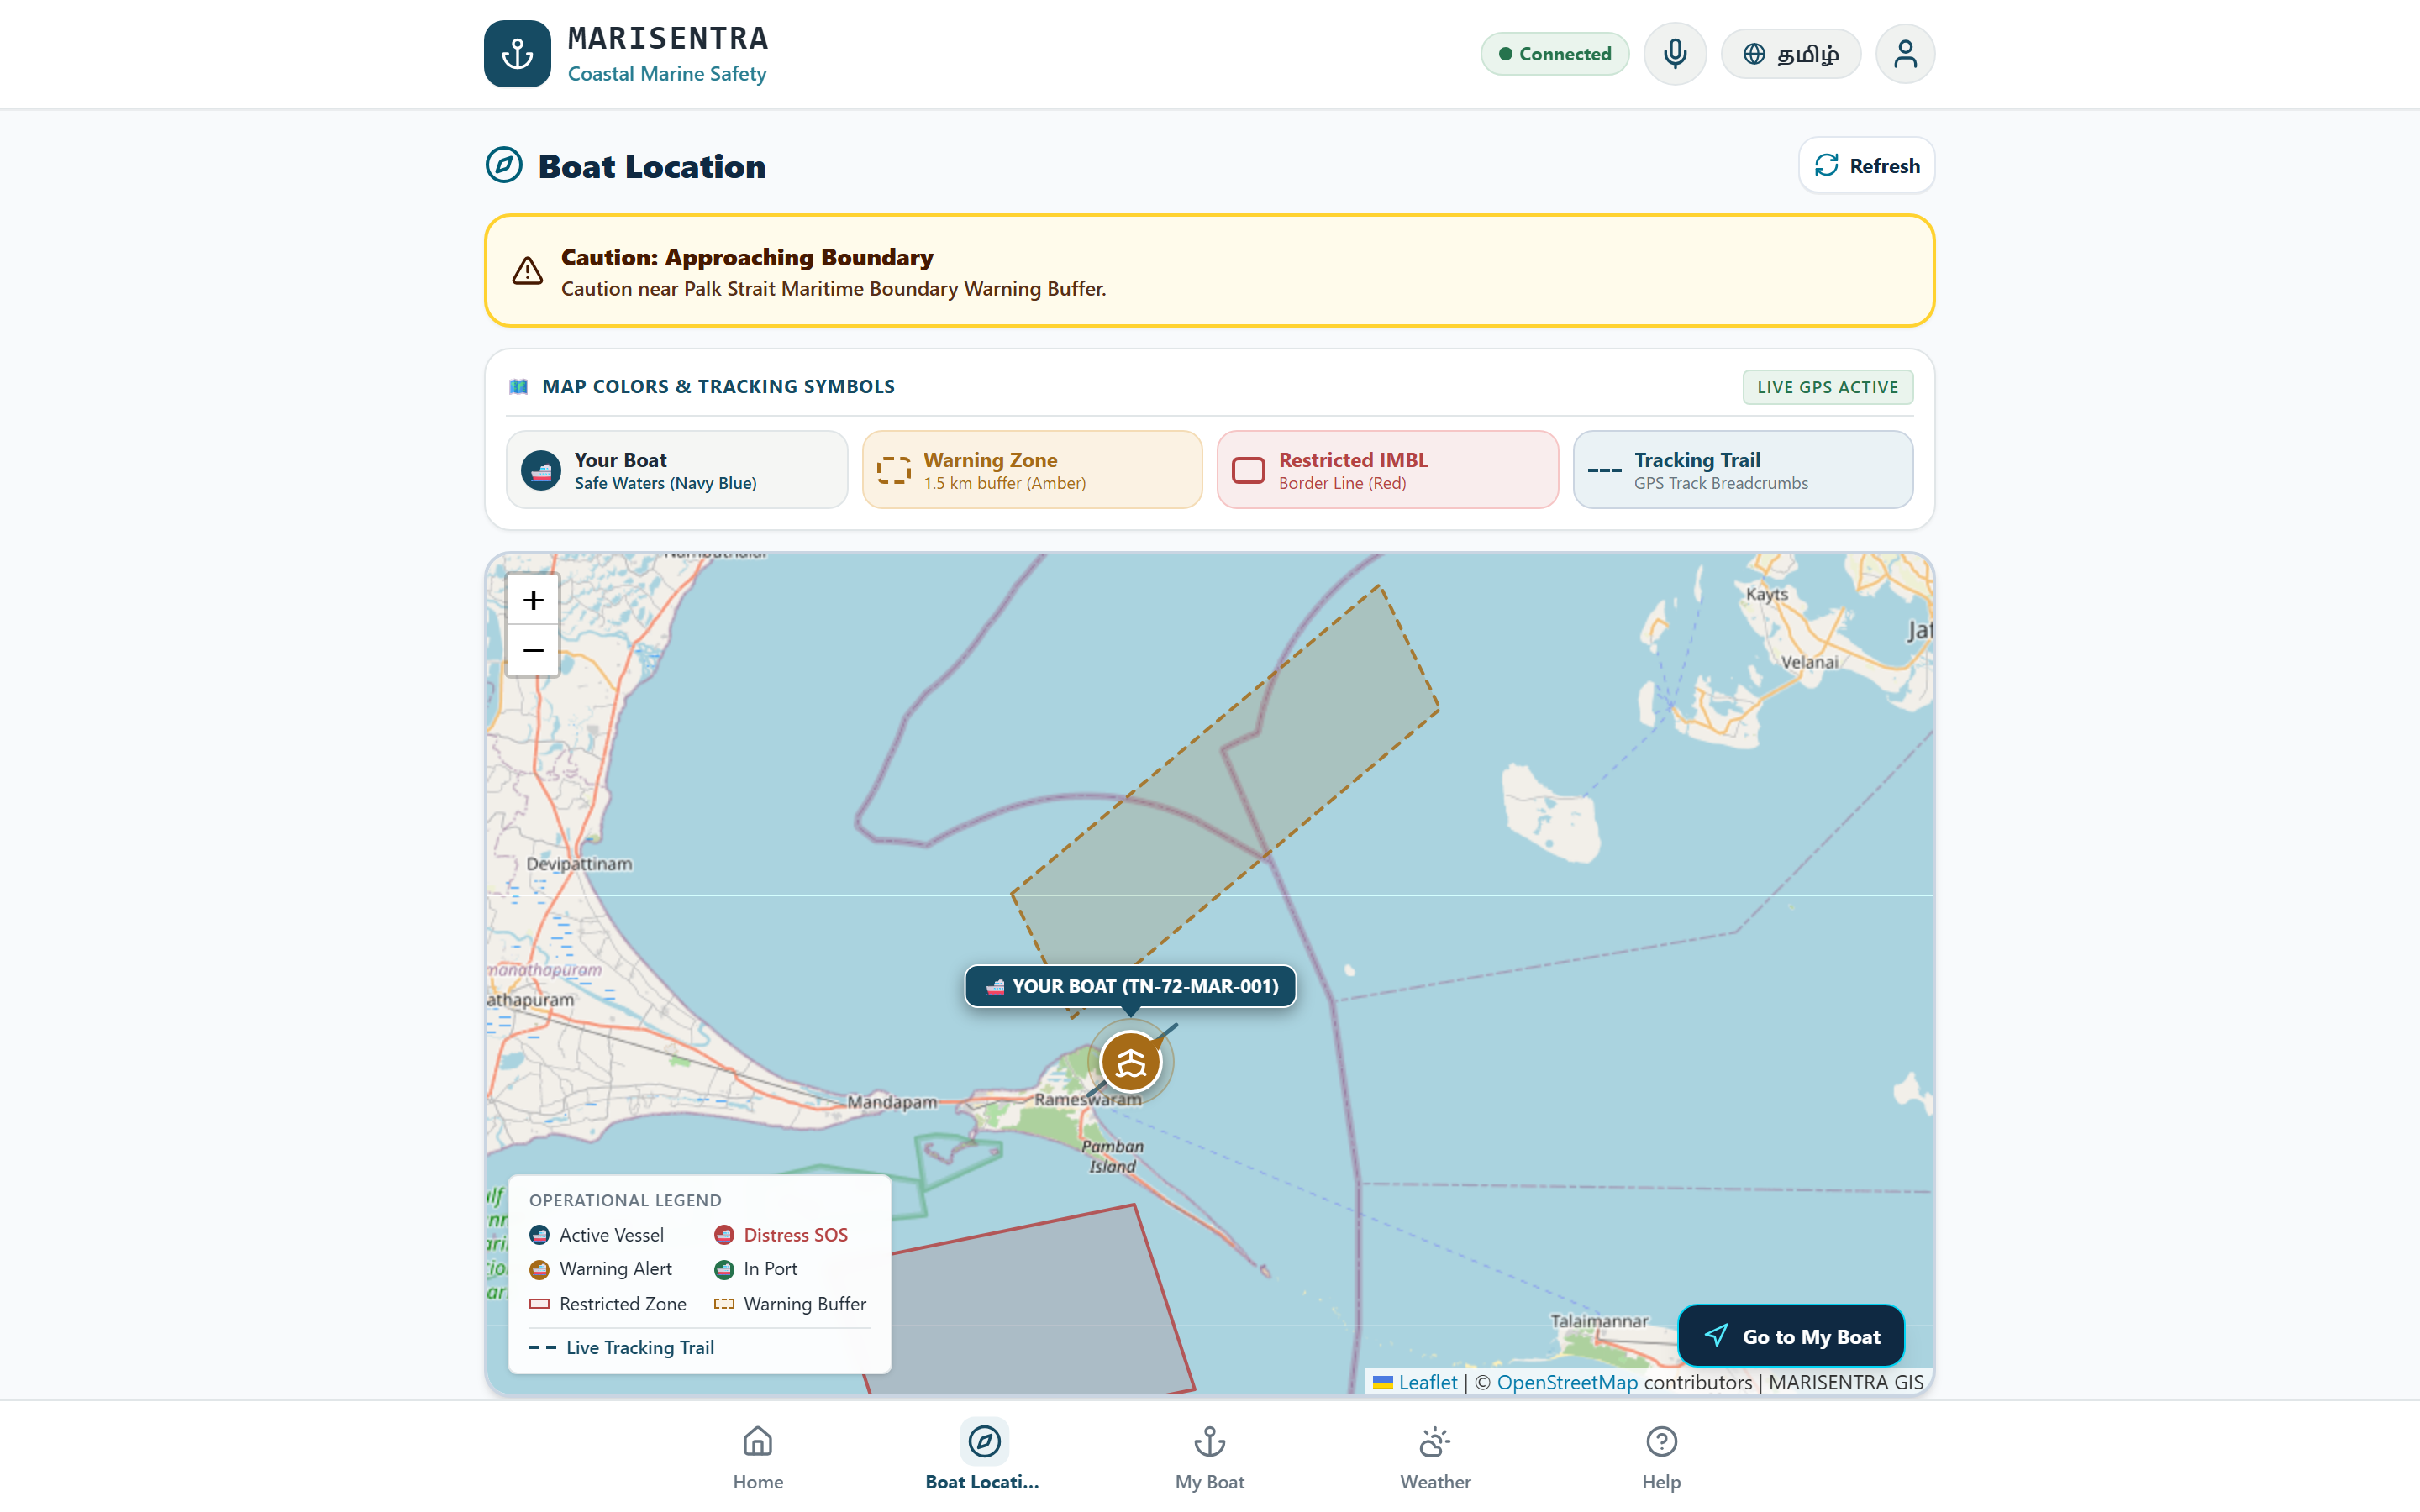 MARISENTRA
Coastal Marine Safety
Connected
தமிழ்
Boat Location
Refresh
Caution: Approaching Boundary
Caution near Palk Strait Maritime Boundary Warning Buffer.
MAP COLORS & TRACKING SYMBOLS
LIVE GPS ACTIVE
Your Boat
Safe Waters (Navy Blue)
Warning Zone
1.5 km buffer (Amber)
Restricted IMBL
Border Line (Red)
Tracking Trail
GPS Track Breadcrumbs
+
−
Kayts
Jaf
Velanai
Devipattinam
manathapuram
athapuram
YOUR BOAT (TN-72-MAR-001)
Mandapam
Rameswaram
Pamban
Island
OPERATIONAL LEGEND
Active Vessel
Distress SOS
Warning Alert
In Port
Restricted Zone
Warning Buffer
Live Tracking Trail
Talaimannar
Go to My Boat
Leaflet | © OpenStreetMap contributors | MARISENTRA GIS
Home
Boat Locati...
My Boat
Weather
Help